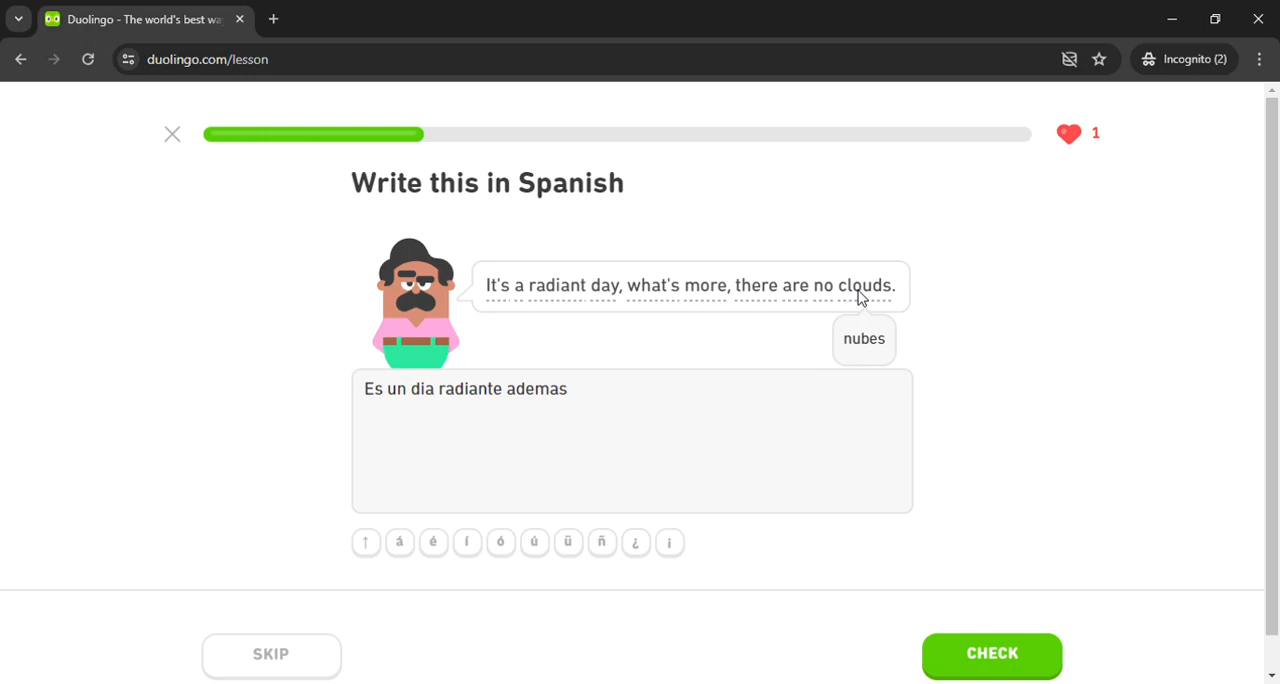 Duolingo - The world's best wa
duolingo.com/lesson
Incognito (2)
1
Write this in Spanish
It's a radiant day, what's more, there are no clouds.
nubes
Es un dia radiante ademas
↑ á é í ó ú ü ñ ¿ ¡
SKIP
CHECK